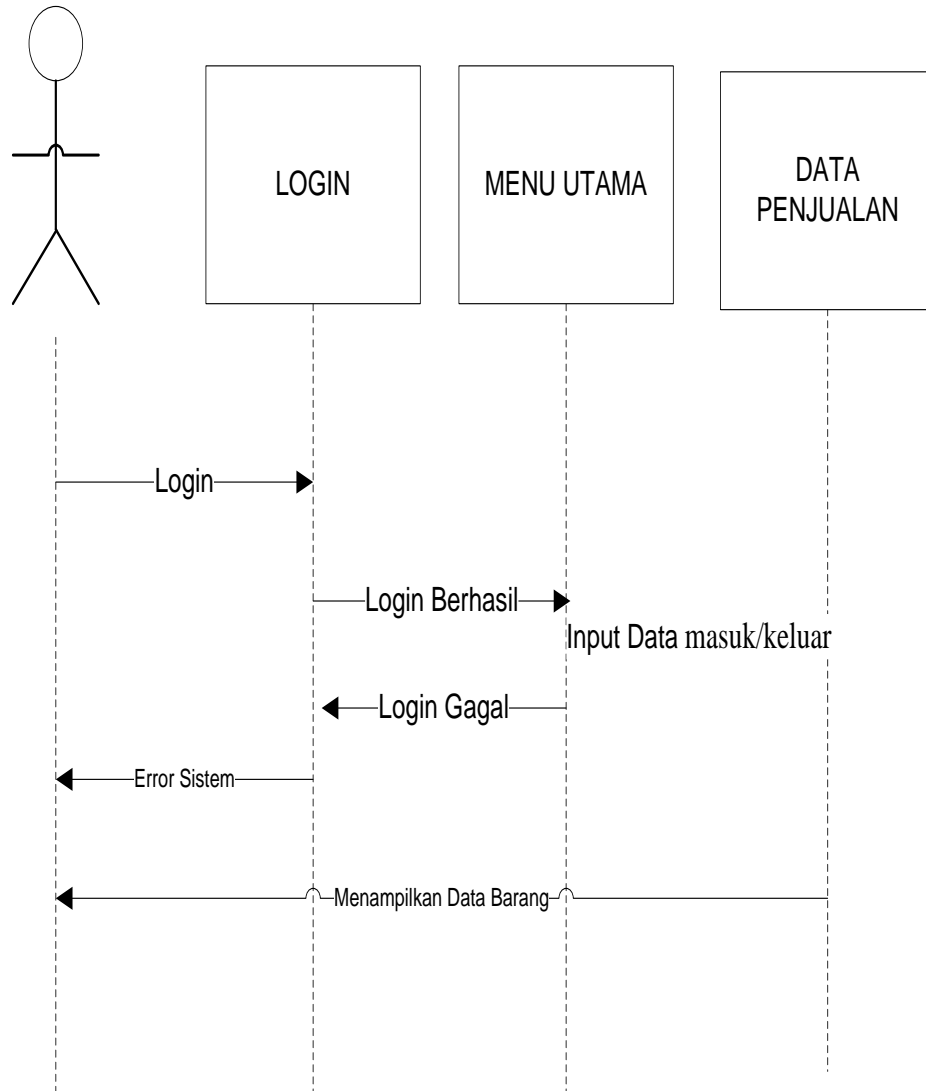 LOGIN
MENU UTAMA
DATA
PENJUALAN
Login
Login Berhasil
Input Data masuk/keluar
Login Gagal
Error Sistem
Menampilkan Data Barang